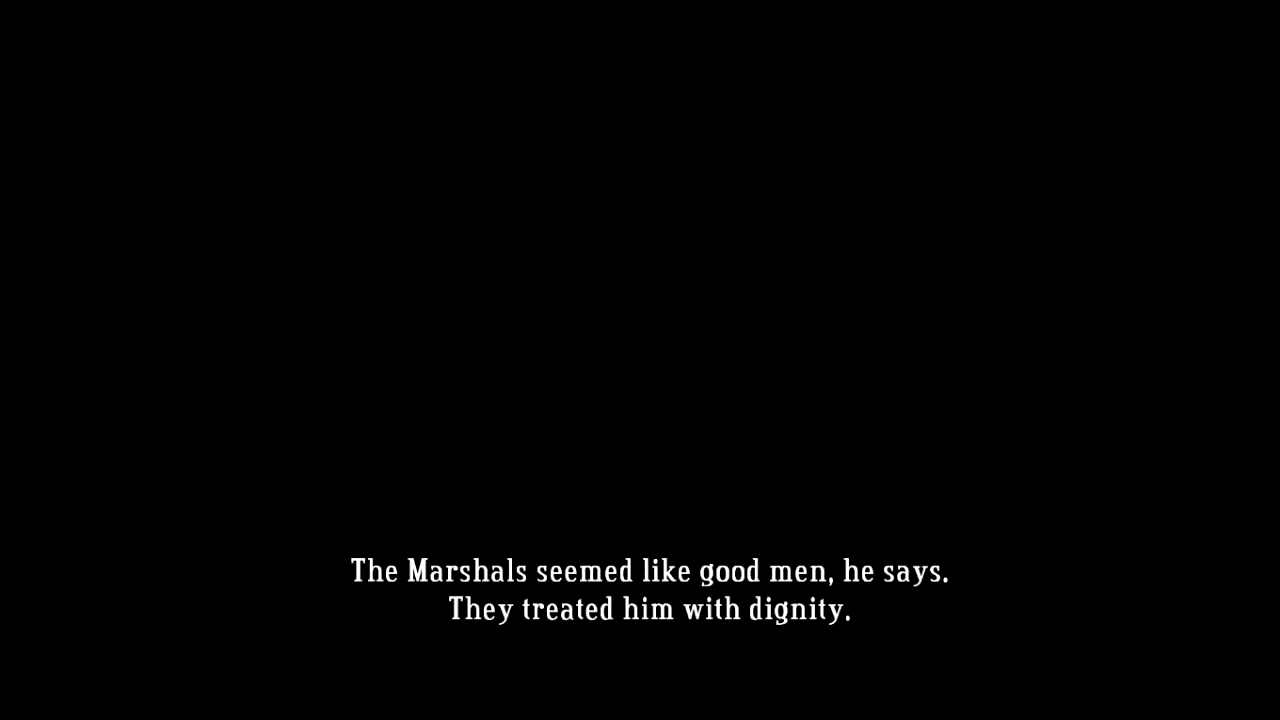 The Marshals seemed like good men, he says.
They treated him with dignity.